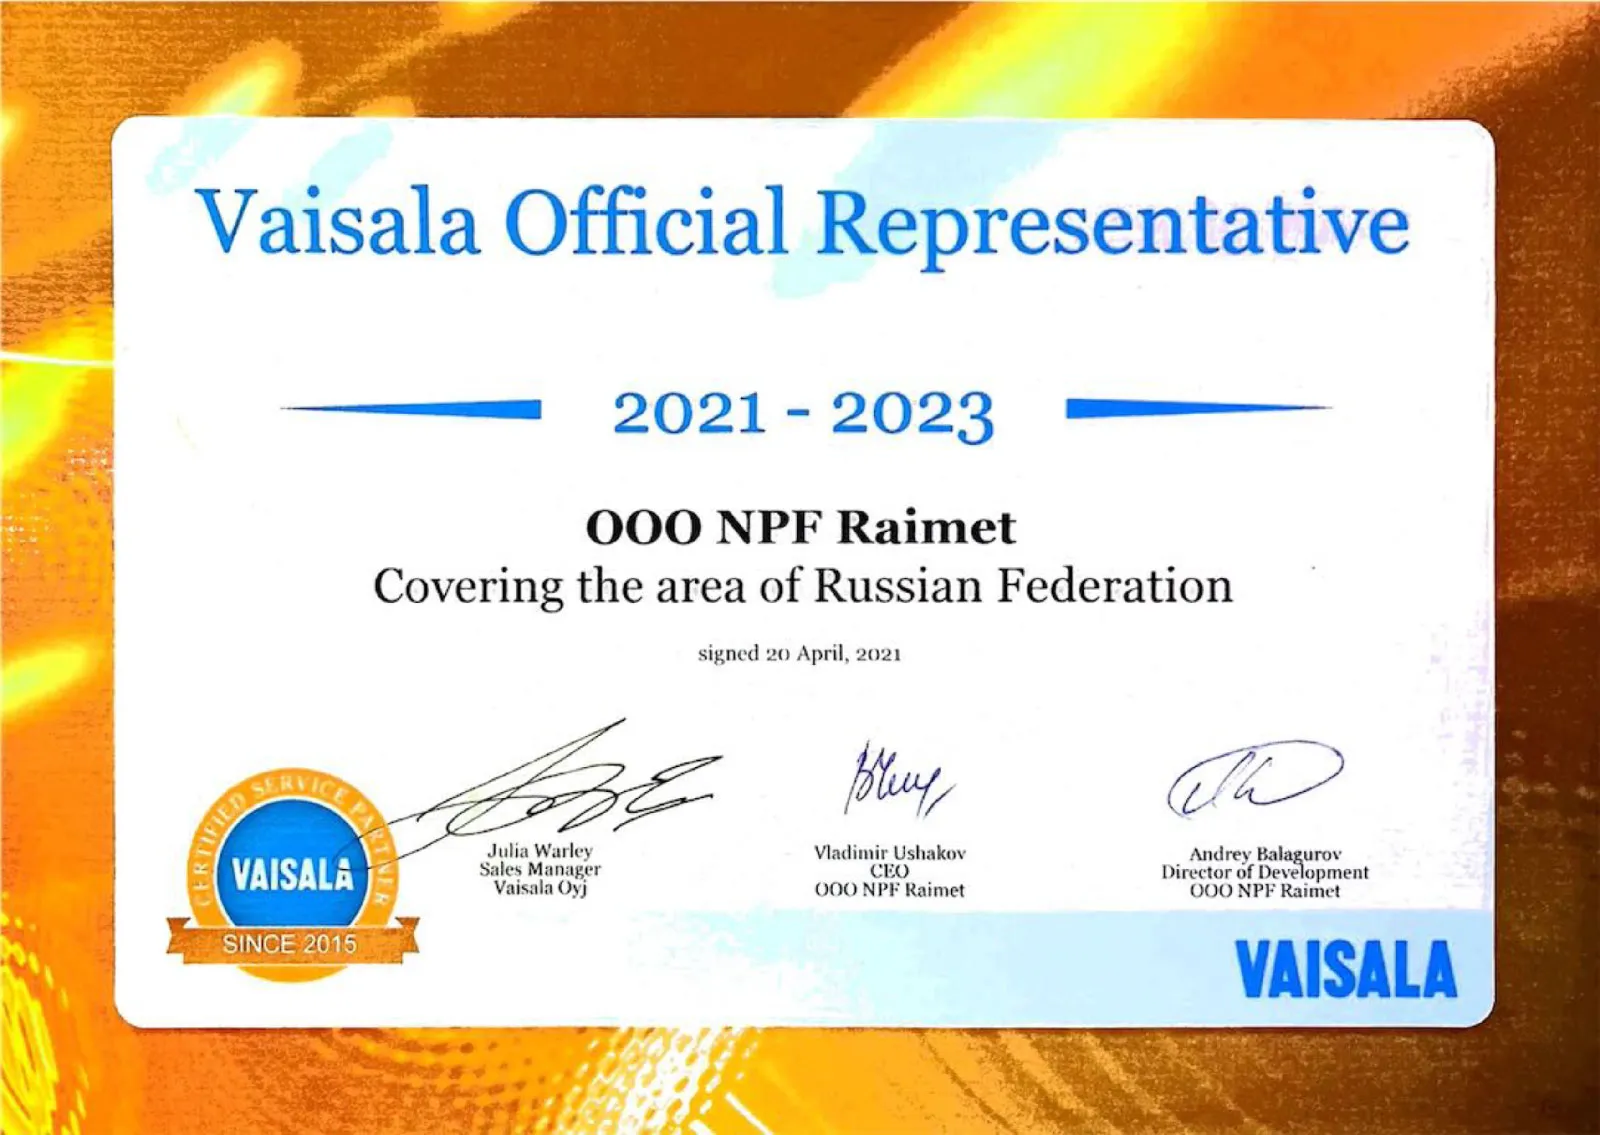 Vaisala Official Representative
2021 - 2023
OOO NPF Raimet
Covering the area of Russian Federation
signed 20 April, 2021
CERTIFIED SERVICE PARTNER
VAISALA
SINCE 2015
Julia Warley
Sales Manager
Vaisala Oyj
Vladimir Ushakov
CEO
OOO NPF Raimet
Andrey Balagurov
Director of Development
OOO NPF Raimet
VAISALA